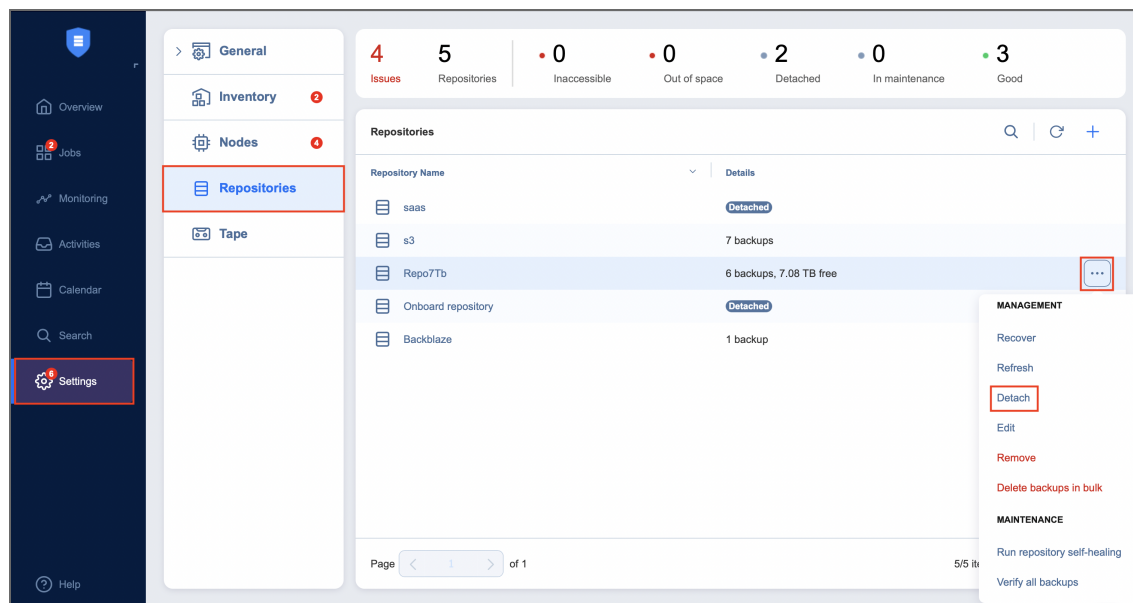 Overview
2
Jobs
Monitoring
Activities
Calendar
Search
6
Settings
Help
General
Inventory 2
Nodes 4
Repositories
Tape
4 5 0 0 2 0 3
Issues Repositories Inaccessible Out of space Detached In maintenance Good
Repositories
Repository Name Details
saas Detached
s3 7 backups
Repo7Tb 6 backups, 7.08 TB free ...
Onboard repository Detached
Backblaze 1 backup
MANAGEMENT
Recover
Refresh
Detach
Edit
Remove
Delete backups in bulk
MAINTENANCE
Run repository self-healing
Verify all backups
Page 1 of 1 5/5